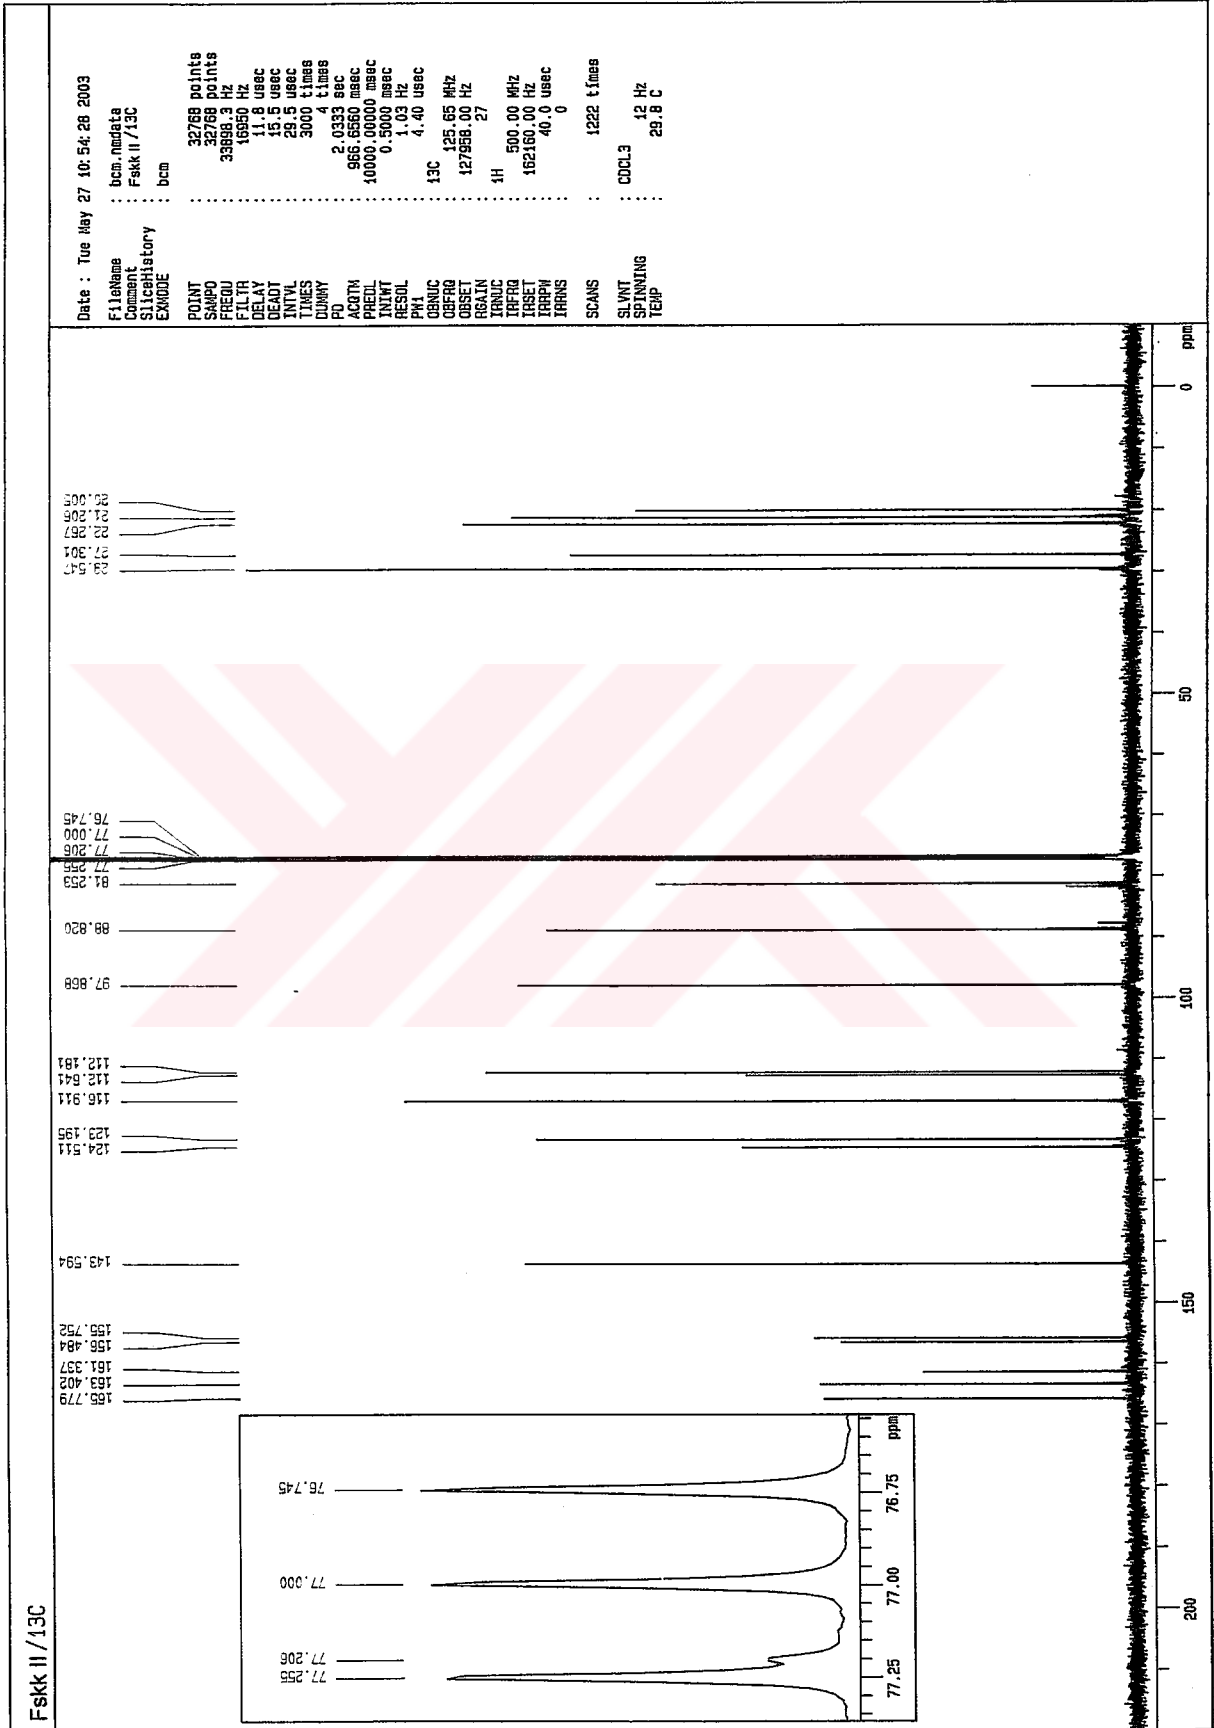 Fskk II /13C
Date : Tue May 27 10:54:28 2003
FileName : bcm.nmdata
Comment : Fskk II /13C
SliceHistory :
EXMODE : bcm
POINT : 32768 points
SAMPO : 32768 points
FREQU : 33898.3 Hz
FILTR : 16950 Hz
DELAY : 11.8 usec
DEADT : 15.5 usec
INTVL : 29.5 usec
TIMES : 3000 times
DUMMY : 4 times
PD : 2.0333 sec
ACQTM : 966.6560 msec
PREDL : 10000.00000 msec
INIWT : 0.5000 msec
RESOL : 1.03 Hz
PW1 : 4.40 usec
OBNUC : 13C
OBFRQ : 125.65 MHz
OBSET : 127958.00 Hz
RGAIN : 27
IRNUC : 1H
IRFRQ : 500.00 MHz
IRSET : 162160.00 Hz
IRRPW : 40.0 usec
IRRNS : 0
SCANS : 1222 times
SLVNT : CDCL3
SPINNING : 12 Hz
TEMP : 29.8 C
165.779
163.402
161.337
156.484
155.752
143.594
124.511
123.195
116.911
112.641
112.181
97.868
88.820
81.253
77.255
77.206
77.000
76.745
29.547
27.301
22.267
21.206
20.005
77.255
77.206
77.000
76.745
77.25 77.00 76.75 ppm
200 150 100 50 0 ppm